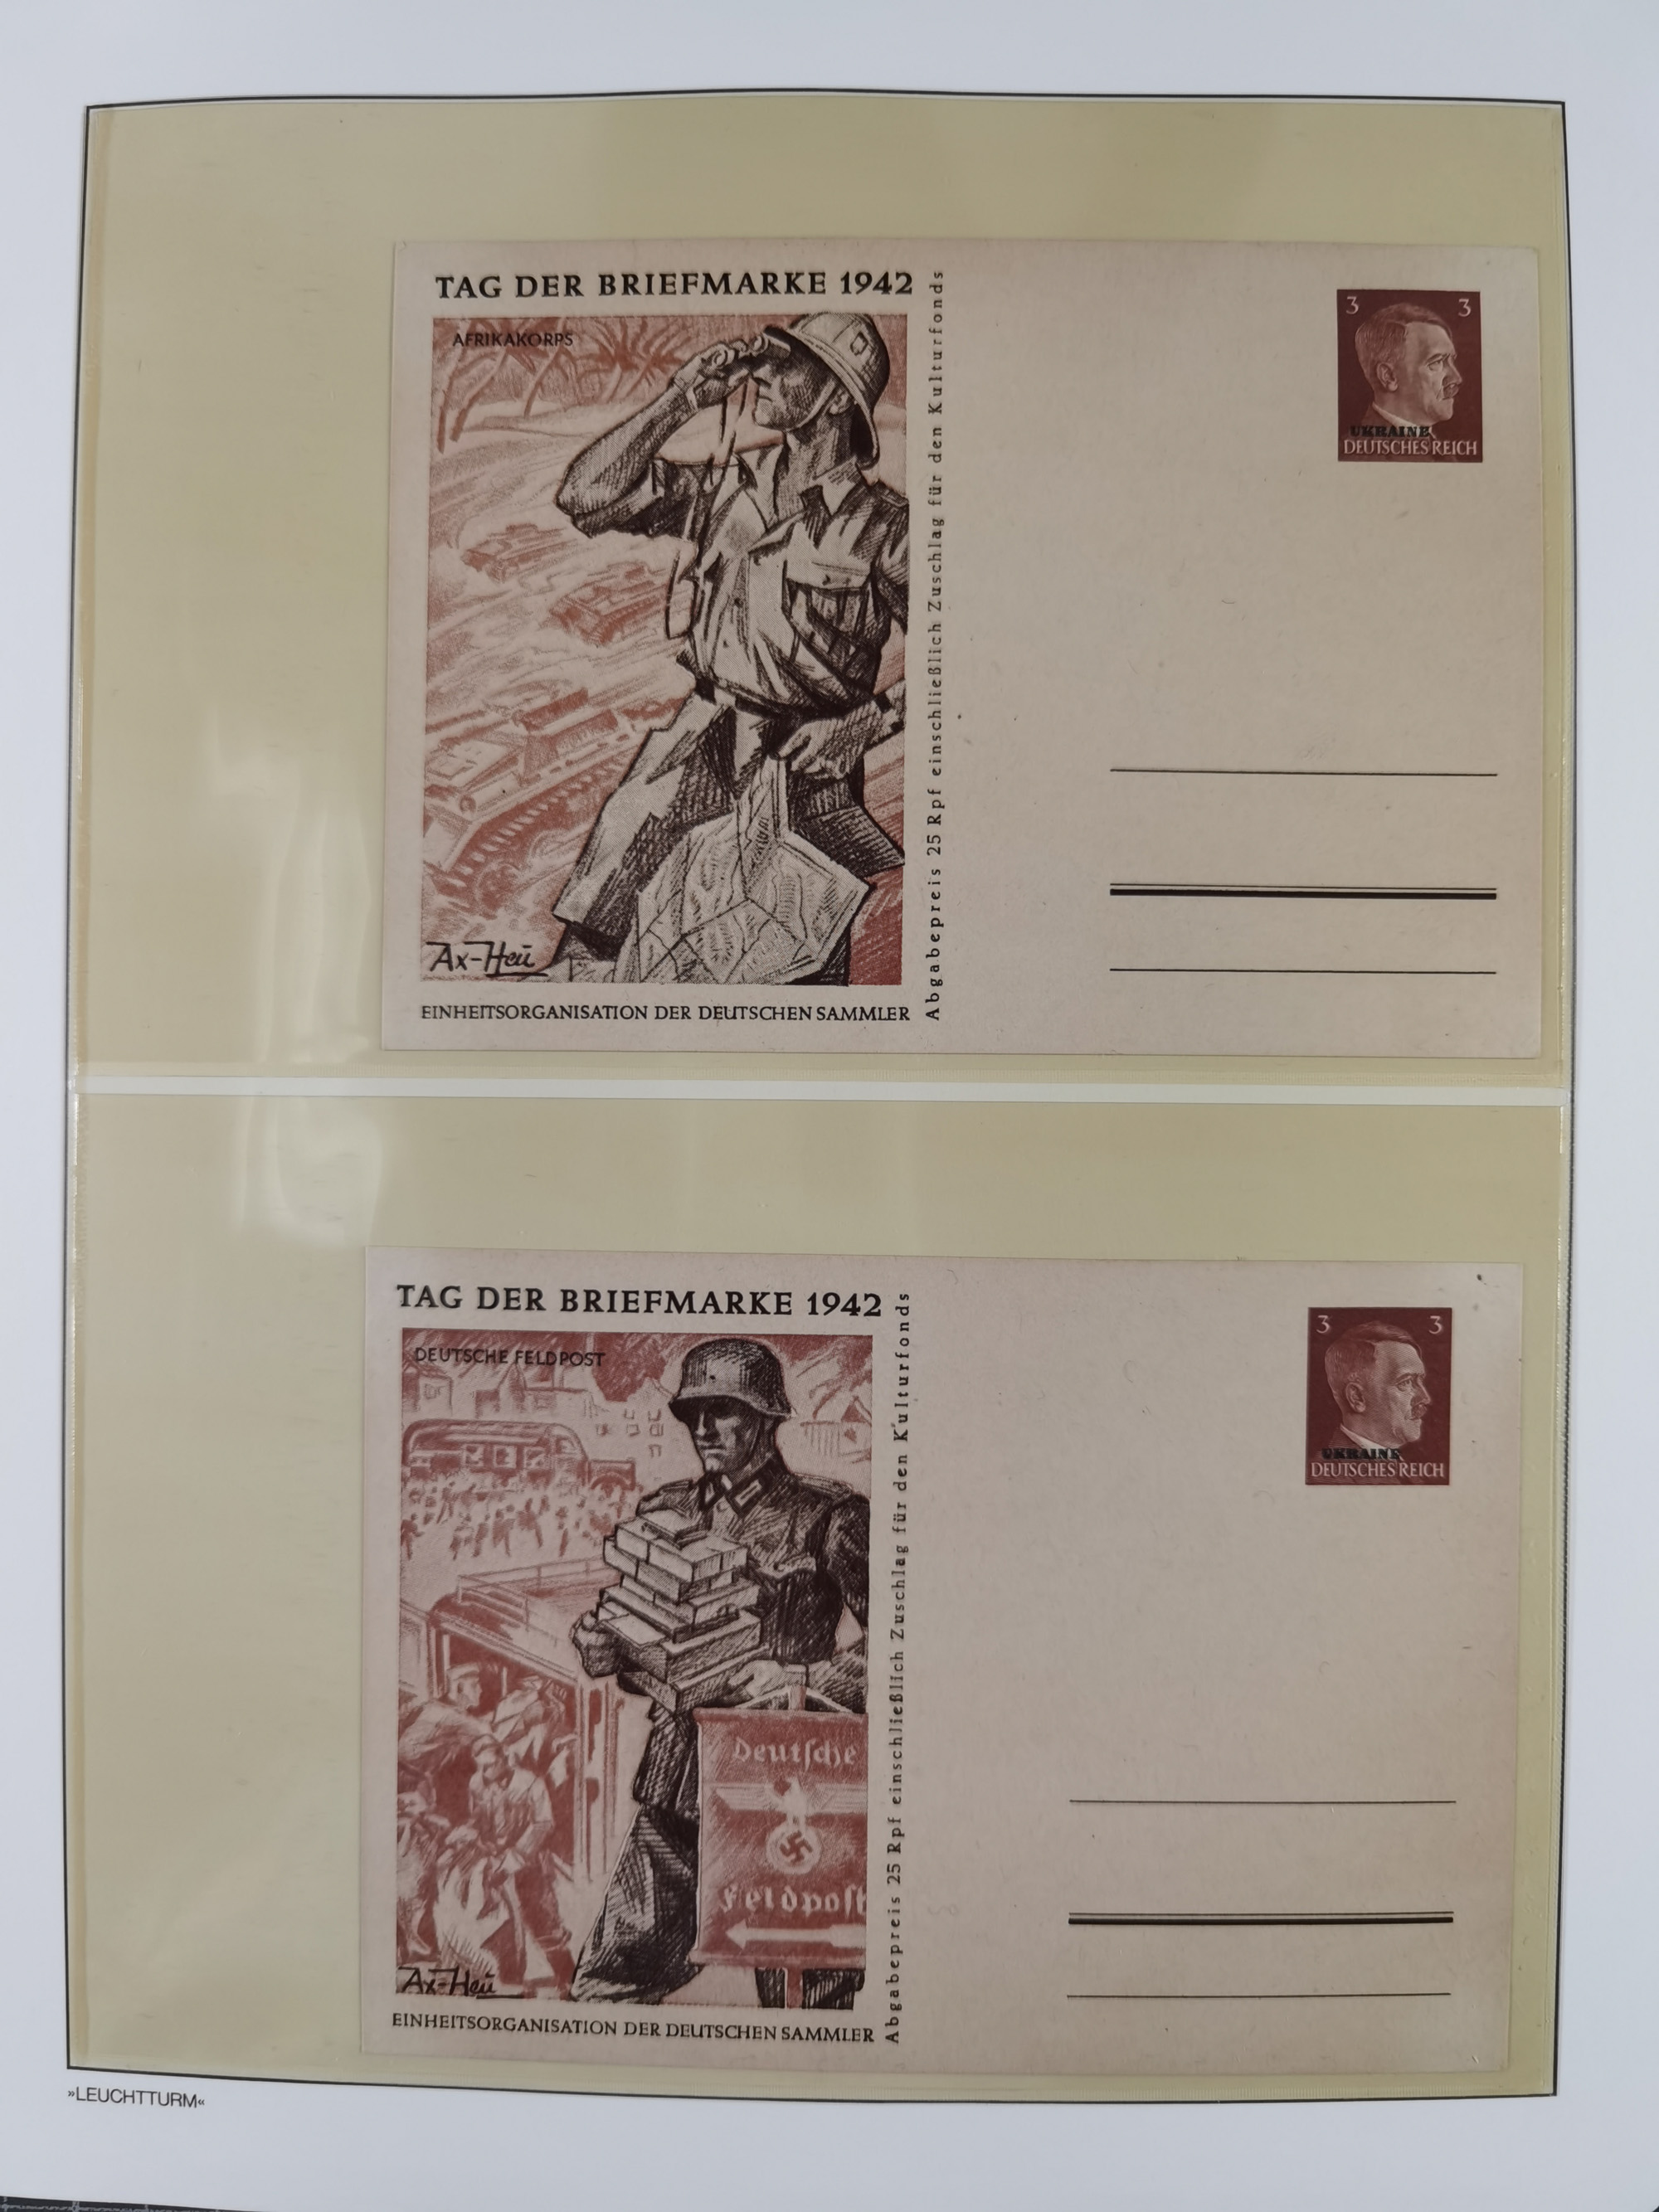 TAG DER BRIEFMARKE 1942
AFRIKAKORPS
Ax-Heu
EINHEITSORGANISATION DER DEUTSCHEN SAMMLER
Abgabepreis 25 Rpf einschließlich Zuschlag für den Kulturfonds
3 3
UKRAINE
DEUTSCHES REICH
TAG DER BRIEFMARKE 1942
DEUTSCHE FELDPOST
Deutsche
Feldpost
Ax-Heu
EINHEITSORGANISATION DER DEUTSCHEN SAMMLER
Abgabepreis 25 Rpf einschließlich Zuschlag für den Kulturfonds
3 3
UKRAINE
DEUTSCHES REICH
»LEUCHTTURM«